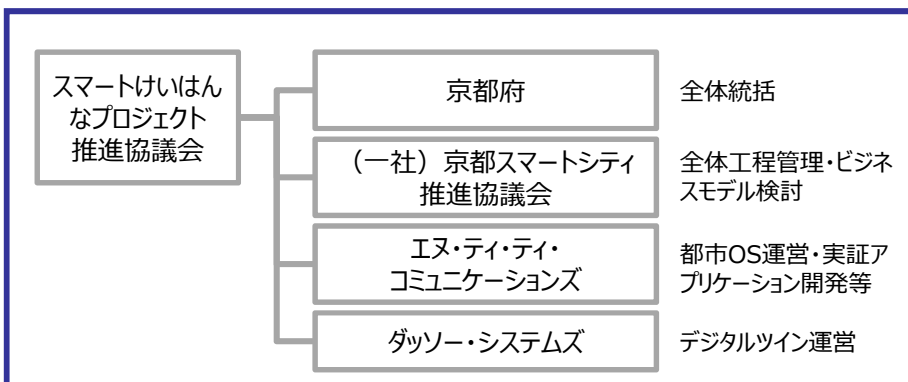 スマートけいはん
なプロジェクト
推進協議会
京都府
全体統括
（一社）京都スマートシティ
推進協議会
全体工程管理・ビジネ
スモデル検討
エヌ・ティ・ティ・
コミュニケーションズ
都市OS運営・実証ア
プリケーション開発等
ダッソー・システムズ
デジタルツイン運営